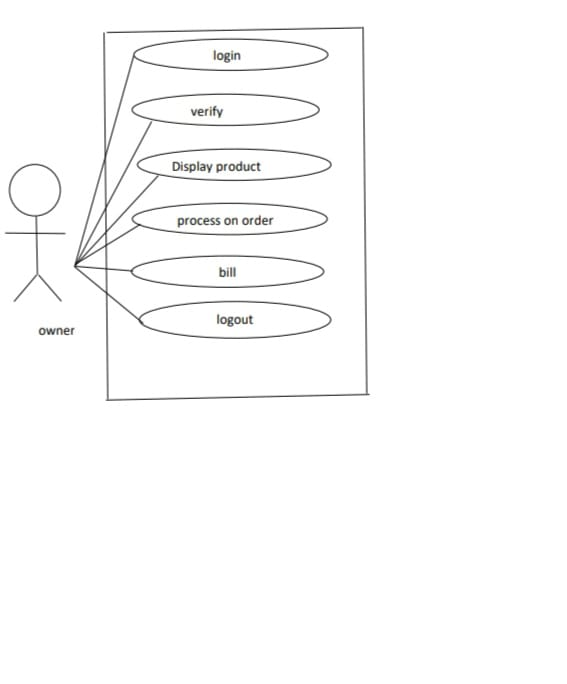 login
verify
Display product
process on order
bill
logout
owner